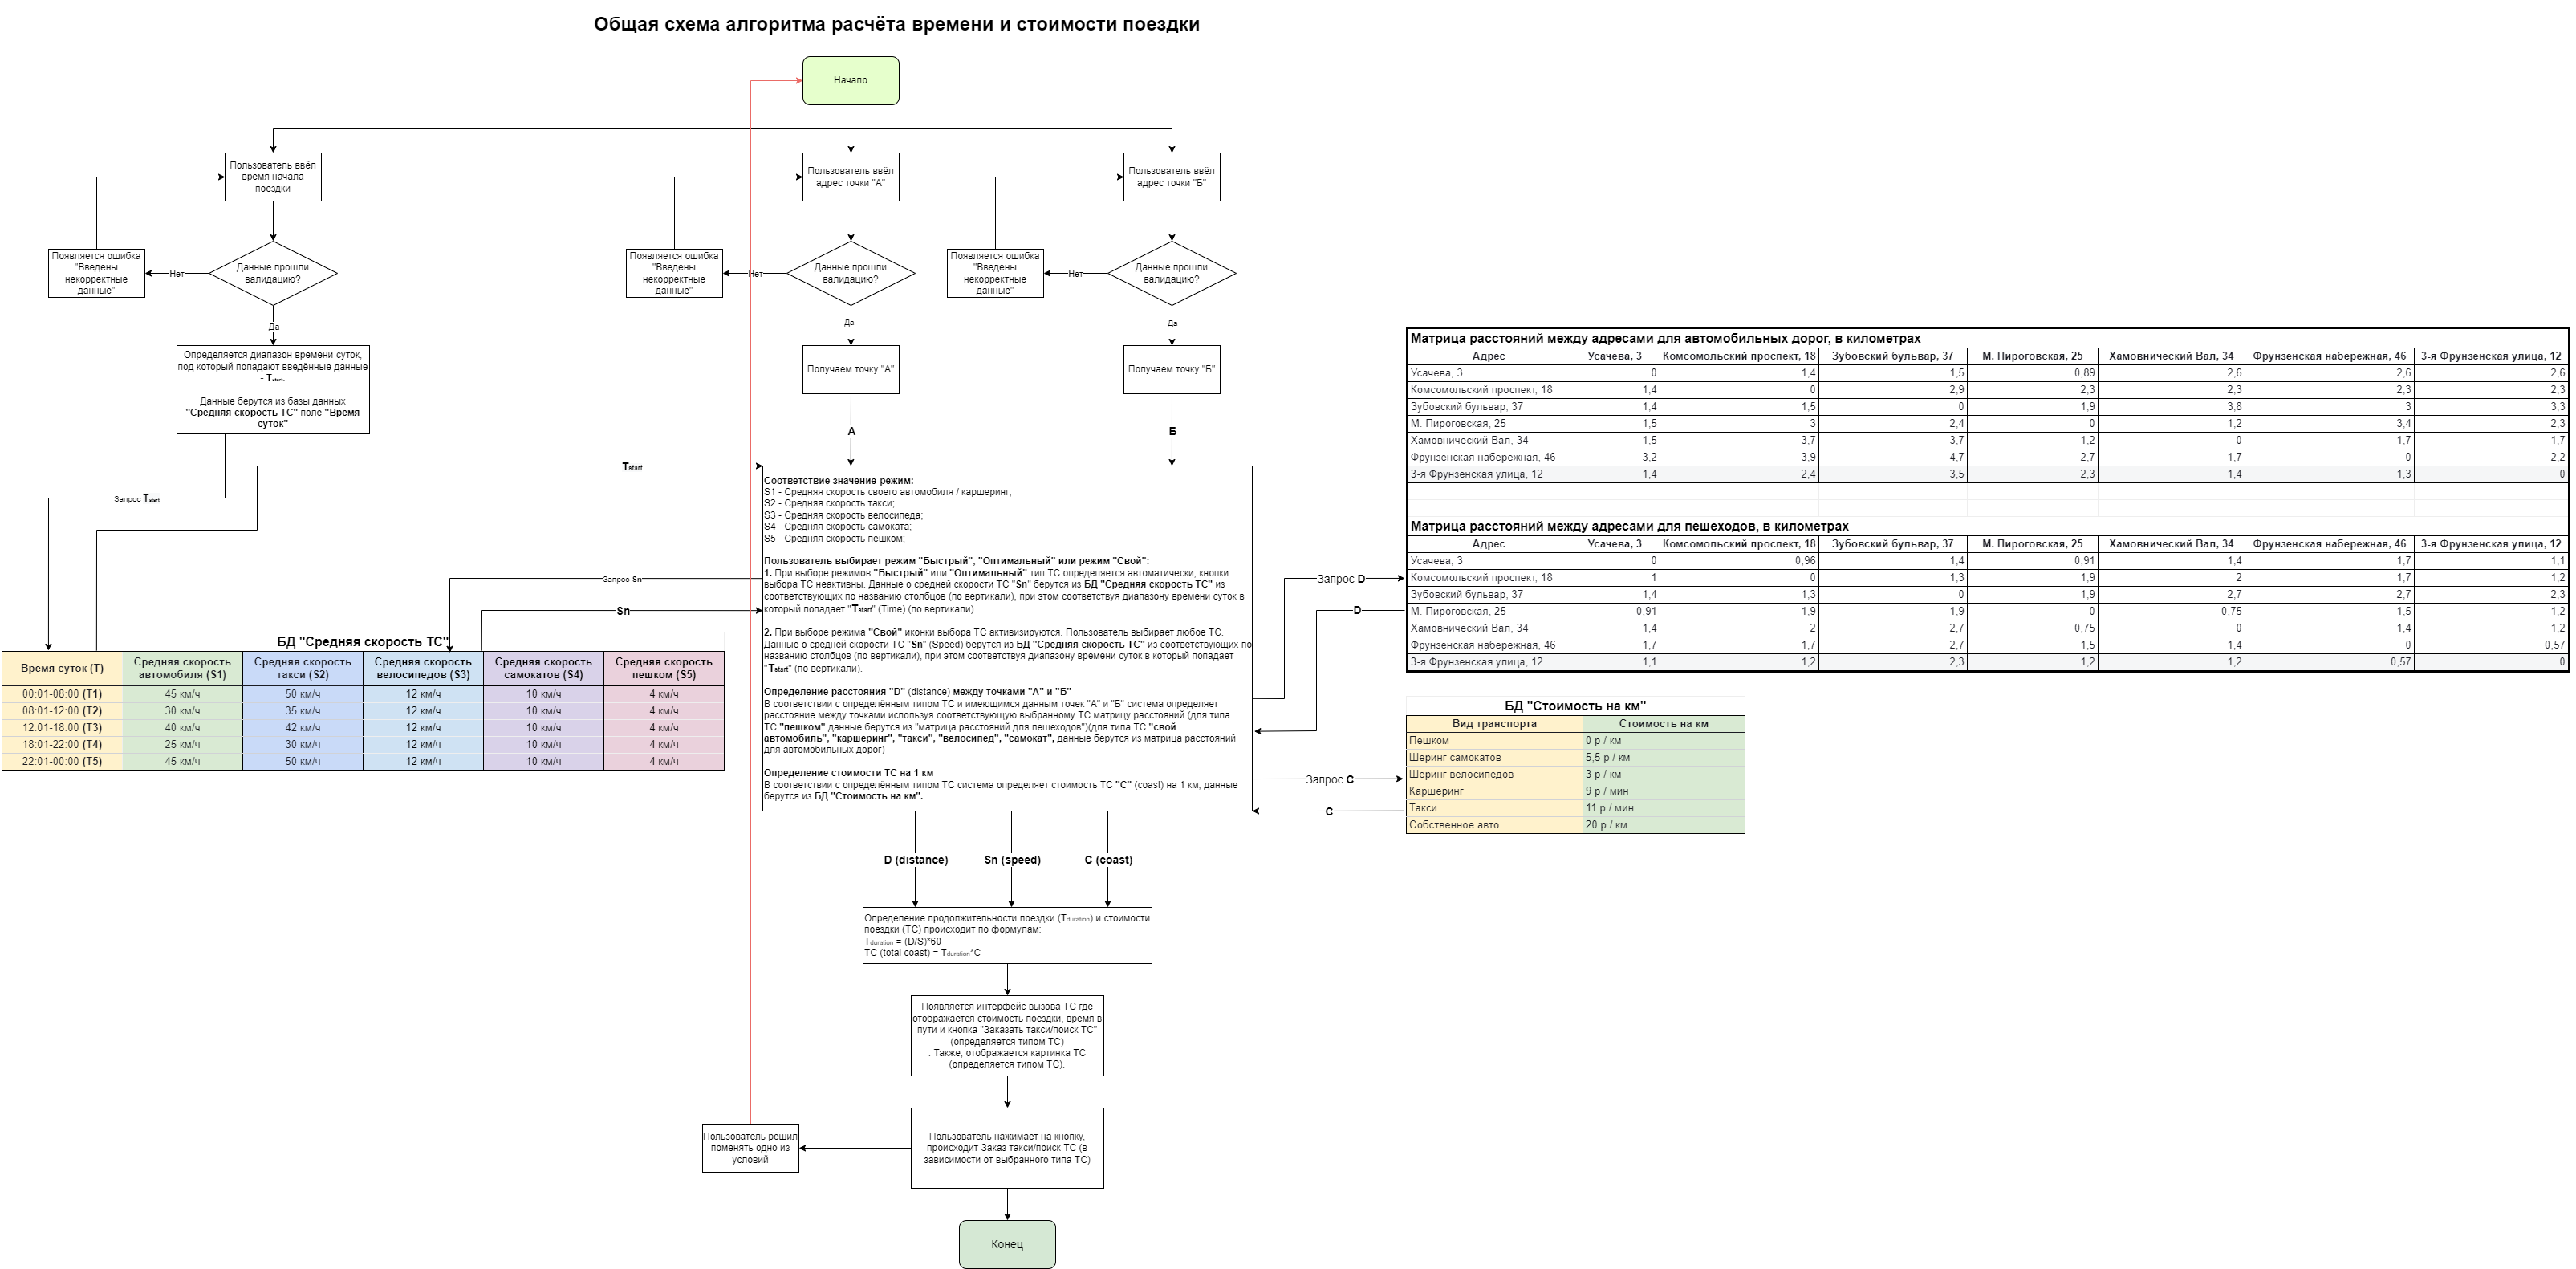 Общая схема алгоритма расчёта времени и стоимости поездки
Начало
Пользователь ввёл
время начала
поездки
Пользователь ввёл
адрес точки "А"
Пользователь ввёл
адрес точки "Б"
Появляется ошибка
"Введены
некорректные
данные"
Нет
Данные прошли
валидацию?
Появляется ошибка
"Введены
некорректные
данные"
Нет
Данные прошли
валидацию?
Появляется ошибка
"Введены
некорректные
данные"
Нет
Данные прошли
валидацию?
Да
Да
Да
Определяется диапазон времени суток,
под который попадают введённые данные
- Tstart.
Данные берутся из базы данных
"Средняя скорость ТС" поле "Время
суток"
Получаем точку "А"
Получаем точку "Б"
А
Б
Tstart
Запрос Tstart
Соответствие значение-режим:
S1 - Средняя скорость своего автомобиля / каршеринг;
S2 - Средняя скорость такси;
S3 - Средняя скорость велосипеда;
S4 - Средняя скорость самоката;
S5 - Средняя скорость пешком;
Пользователь выбирает режим "Быстрый", "Оптимальный" или режим "Свой":
1. При выборе режимов "Быстрый" или "Оптимальный" тип ТС определяется автоматически, кнопки
выбора ТС неактивны. Данные о средней скорости ТС "Sn" берутся из БД "Средняя скорость ТС" из
соответствующих по названию столбцов (по вертикали), при этом соответствуя диапазону времени суток в
который попадает "Tstart" (Time) (по вертикали).
2. При выборе режима "Свой" иконки выбора ТС активизируются. Пользователь выбирает любое ТС.
Данные о средней скорости ТС "Sn" (Speed) берутся из БД "Средняя скорость ТС" из соответствующих по
названию столбцов (по вертикали), при этом соответствуя диапазону времени суток в который попадает
"Tstart" (по вертикали).
Определение расстояния "D" (distance) между точками "А" и "Б"
В соответствии с определённым типом ТС и имеющимся данным точек "А" и "Б" система определяет
расстояние между точками используя соответствующую выбранному ТС матрицу расстояний (для типа
ТС "пешком" данные берутся из "матрица расстояний для пешеходов")(для типа ТС "свой
автомобиль", "каршеринг", "такси", "велосипед", "самокат", данные берутся из матрица расстояний
для автомобильных дорог)
Определение стоимости ТС на 1 км
В соответствии с определённым типом ТС система определяет стоимость ТС "С" (coast) на 1 км, данные
берутся из БД "Стоимость на км".
Запрос Sn
Sn
БД "Средняя скорость ТС"
Время суток (T) Средняя скорость автомобиля (S1) Средняя скорость такси (S2) Средняя скорость велосипедов (S3) Средняя скорость самокатов (S4) Средняя скорость пешком (S5)
00:01-08:00 (T1) 45 км/ч 50 км/ч 12 км/ч 10 км/ч 4 км/ч
08:01-12:00 (T2) 30 км/ч 35 км/ч 12 км/ч 10 км/ч 4 км/ч
12:01-18:00 (T3) 40 км/ч 42 км/ч 12 км/ч 10 км/ч 4 км/ч
18:01-22:00 (T4) 25 км/ч 30 км/ч 12 км/ч 10 км/ч 4 км/ч
22:01-00:00 (T5) 45 км/ч 50 км/ч 12 км/ч 10 км/ч 4 км/ч
Запрос D
D
Запрос С
С
Матрица расстояний между адресами для автомобильных дорог, в километрах
Адрес Усачева, 3 Комсомольский проспект, 18 Зубовский бульвар, 37 М. Пироговская, 25 Хамовнический Вал, 34 Фрунзенская набережная, 46 3-я Фрунзенская улица, 12
Усачева, 3 0 1,4 1,5 0,89 2,6 2,6 2,6
Комсомольский проспект, 18 1,4 0 2,9 2,3 2,3 2,3 2,3
Зубовский бульвар, 37 1,4 1,5 0 1,9 3,8 3 3,3
М. Пироговская, 25 1,5 3 2,4 0 1,2 3,4 2,3
Хамовнический Вал, 34 1,5 3,7 3,7 1,2 0 1,7 1,7
Фрунзенская набережная, 46 3,2 3,9 4,7 2,7 1,7 0 2,2
3-я Фрунзенская улица, 12 1,4 2,4 3,5 2,3 1,4 1,3 0
Матрица расстояний между адресами для пешеходов, в километрах
Адрес Усачева, 3 Комсомольский проспект, 18 Зубовский бульвар, 37 М. Пироговская, 25 Хамовнический Вал, 34 Фрунзенская набережная, 46 3-я Фрунзенская улица, 12
Усачева, 3 0 0,96 1,4 0,91 1,4 1,7 1,1
Комсомольский проспект, 18 1 0 1,3 1,9 2 1,7 1,2
Зубовский бульвар, 37 1,4 1,3 0 1,9 2,7 2,7 2,3
М. Пироговская, 25 0,91 1,9 1,9 0 0,75 1,5 1,2
Хамовнический Вал, 34 1,4 2 2,7 0,75 0 1,4 1,2
Фрунзенская набережная, 46 1,7 1,7 2,7 1,5 1,4 0 0,57
3-я Фрунзенская улица, 12 1,1 1,2 2,3 1,2 1,2 0,57 0
БД "Стоимость на км"
Вид транспорта Стоимость на км
Пешком 0 р / км
Шеринг самокатов 5,5 р / км
Шеринг велосипедов 3 р / км
Каршеринг 9 р / мин
Такси 11 р / мин
Собственное авто 20 р / км
D (distance)
Sn (speed)
C (coast)
Определение продолжительности поездки (Tduration) и стоимости
поездки (ТС) происходит по формулам:
Tduration = (D/S)*60
TC (total coast) = Tduration*C
Появляется интерфейс вызова ТС где
отображается стоимость поездки, время в
пути и кнопка "Заказать такси/поиск ТС"
(определяется типом ТС)
. Также, отображается картинка ТС
(определяется типом ТС).
Пользователь решил
поменять одно из
условий
Пользователь нажимает на кнопку,
происходит Заказ такси/поиск ТС (в
зависимости от выбранного типа ТС)
Конец